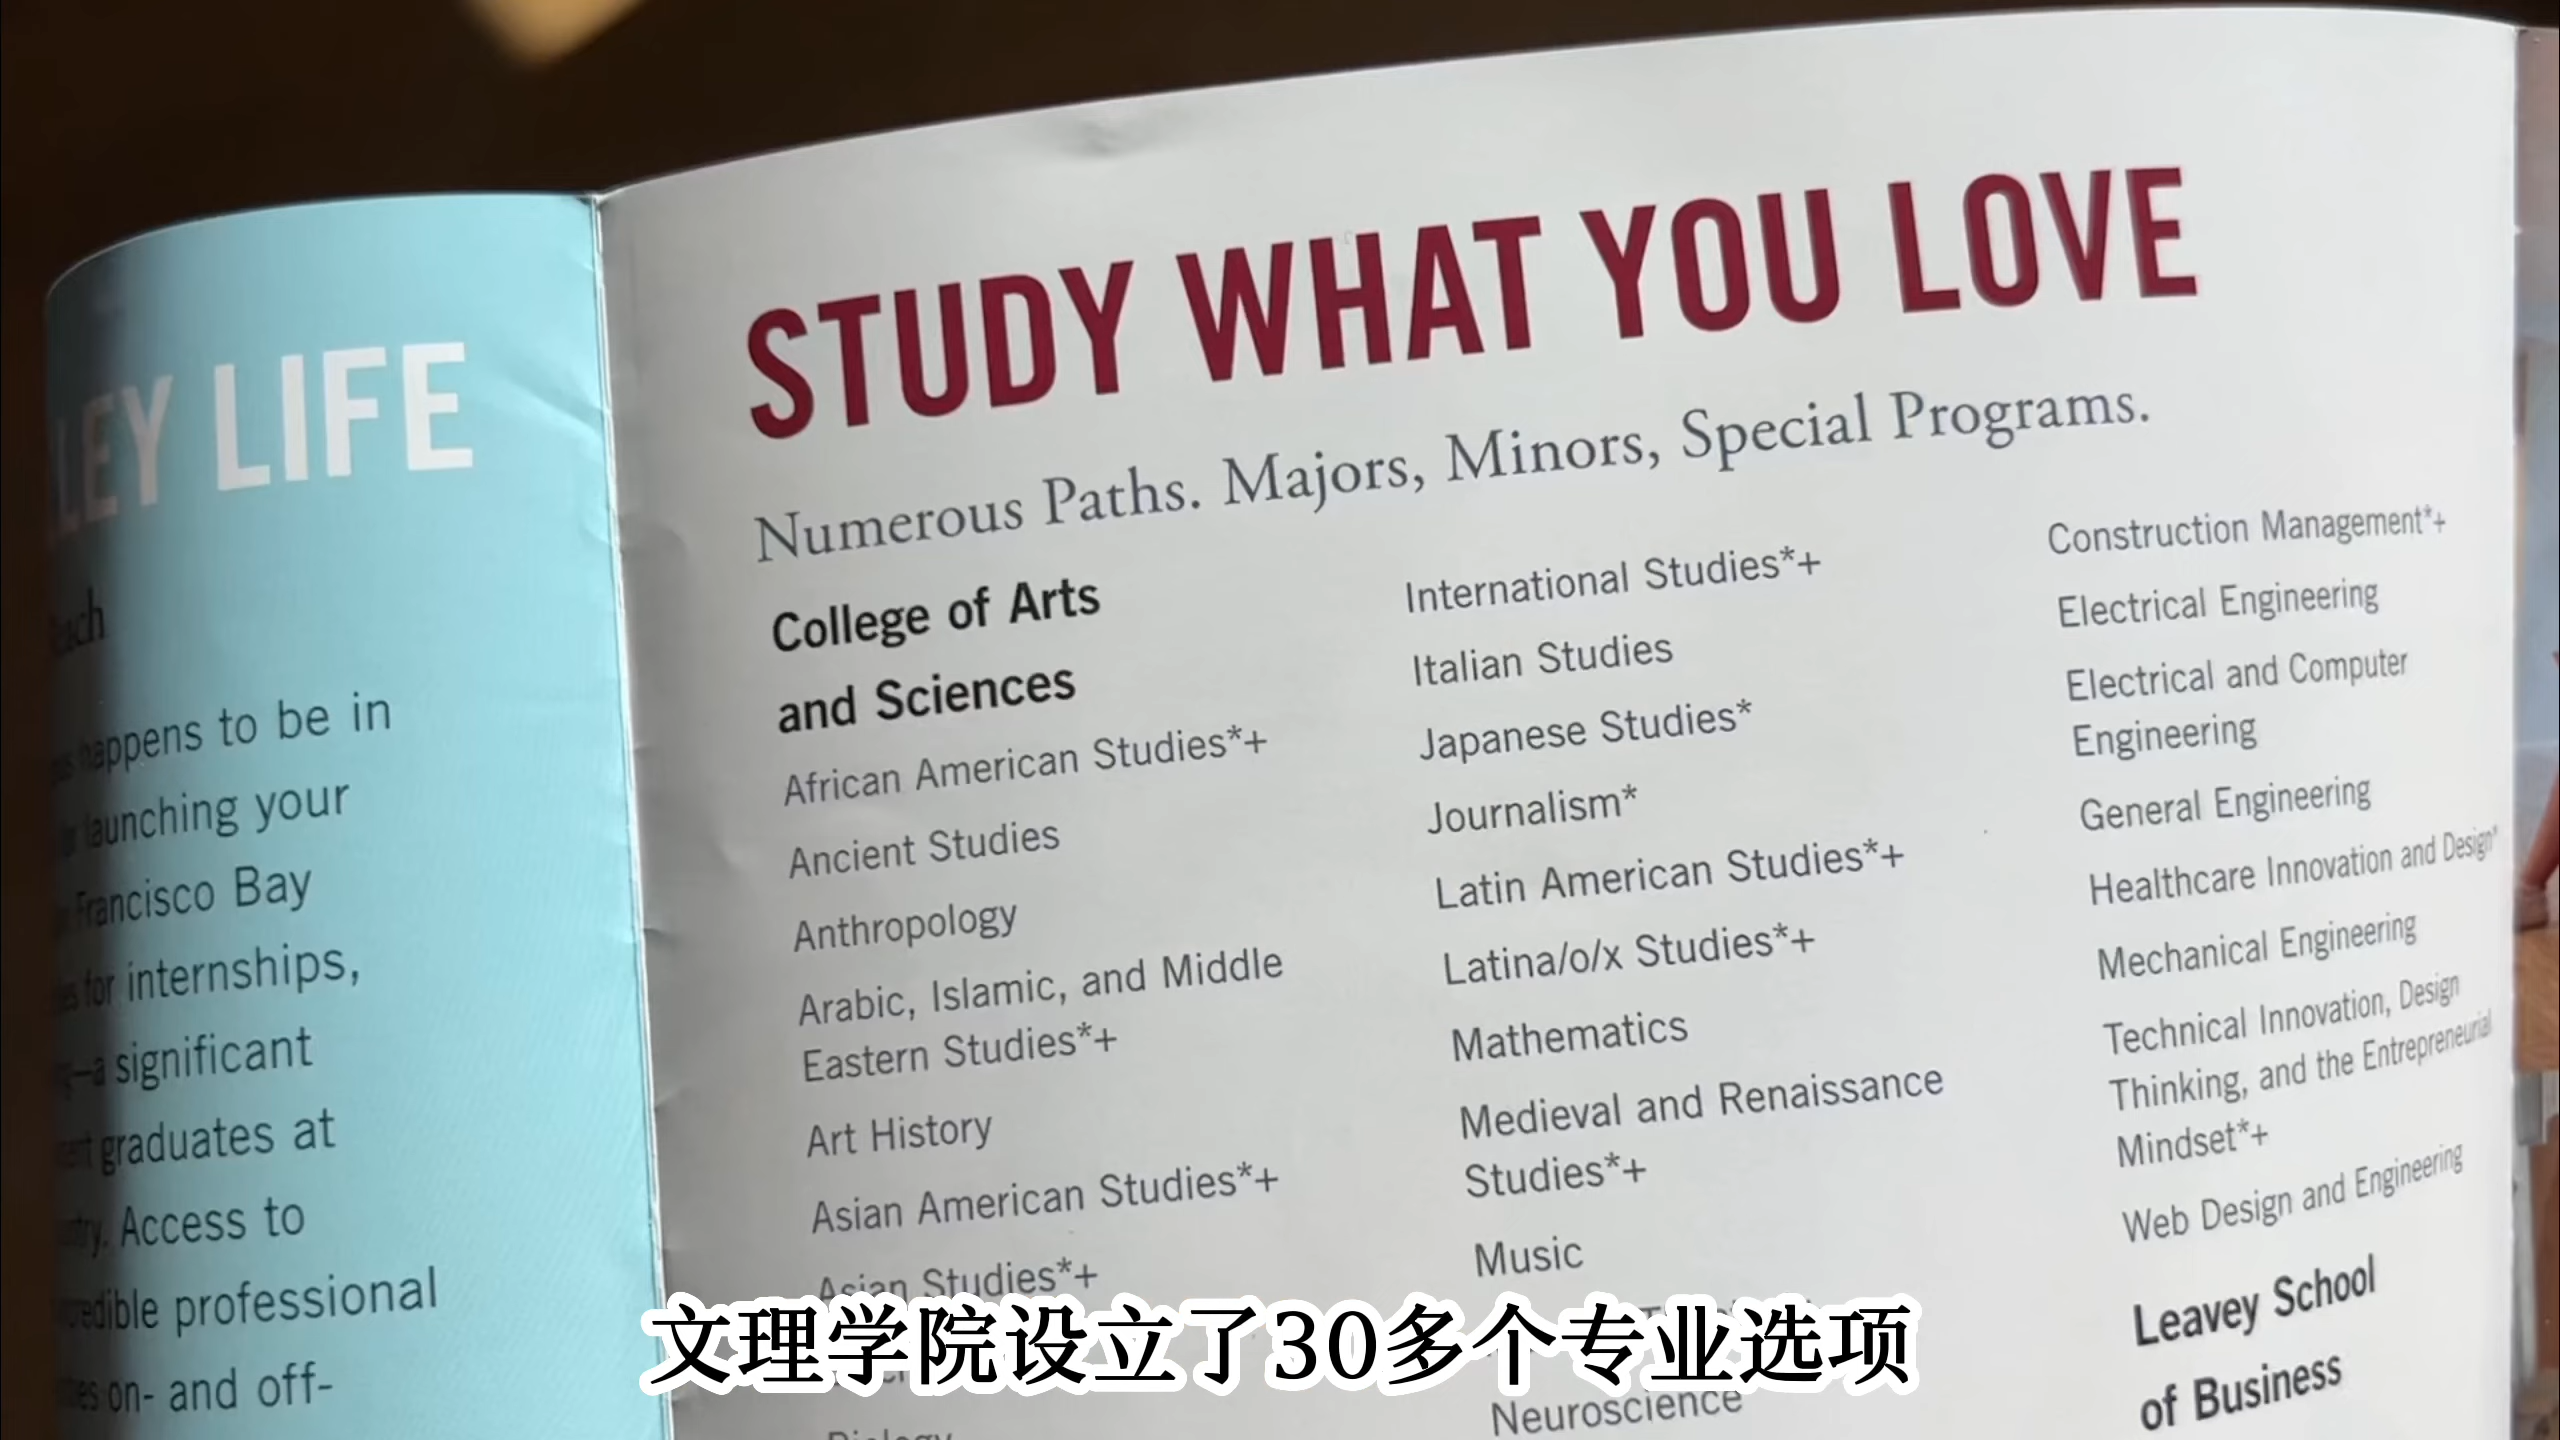 LEY LIFE
happens to be in
launching your
Francisco Bay
for internships,
—a significant
graduates at
Access to
professional
on- and off-
STUDY WHAT YOU LOVE
Numerous Paths. Majors, Minors, Special Programs.
College of Arts
and Sciences
African American Studies*+
Ancient Studies
Anthropology
Arabic, Islamic, and Middle
Eastern Studies*+
Art History
Asian American Studies*+
Asian Studies*+
Biology
International Studies*+
Italian Studies
Japanese Studies*
Journalism*
Latin American Studies*+
Latina/o/x Studies*+
Mathematics
Medieval and Renaissance
Studies*+
Music
Neuroscience
Construction Management*+
Electrical Engineering
Electrical and Computer
Engineering
General Engineering
Healthcare Innovation and Design*
Mechanical Engineering
Technical Innovation, Design
Thinking, and the Entrepreneurial
Mindset*+
Web Design and Engineering
Leavey School
of Business
文理学院设立了30多个专业选项